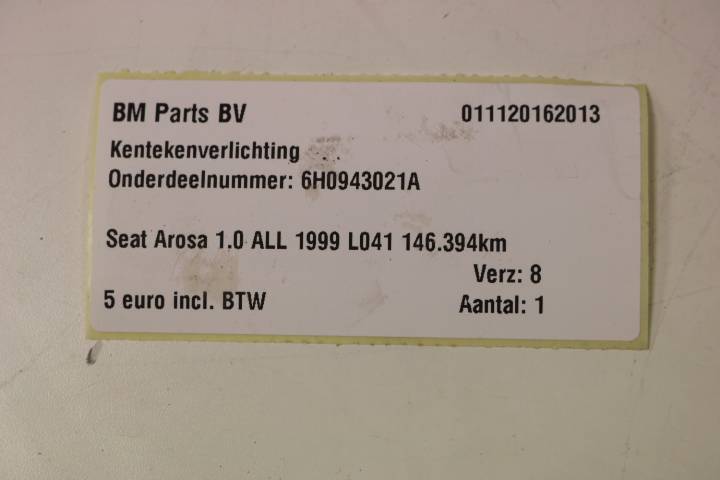 BM Parts BV 011120162013
Kentekenverlichting
Onderdeelnummer: 6H0943021A
Seat Arosa 1.0 ALL 1999 L041 146.394km
Verz: 8
5 euro incl. BTW Aantal: 1